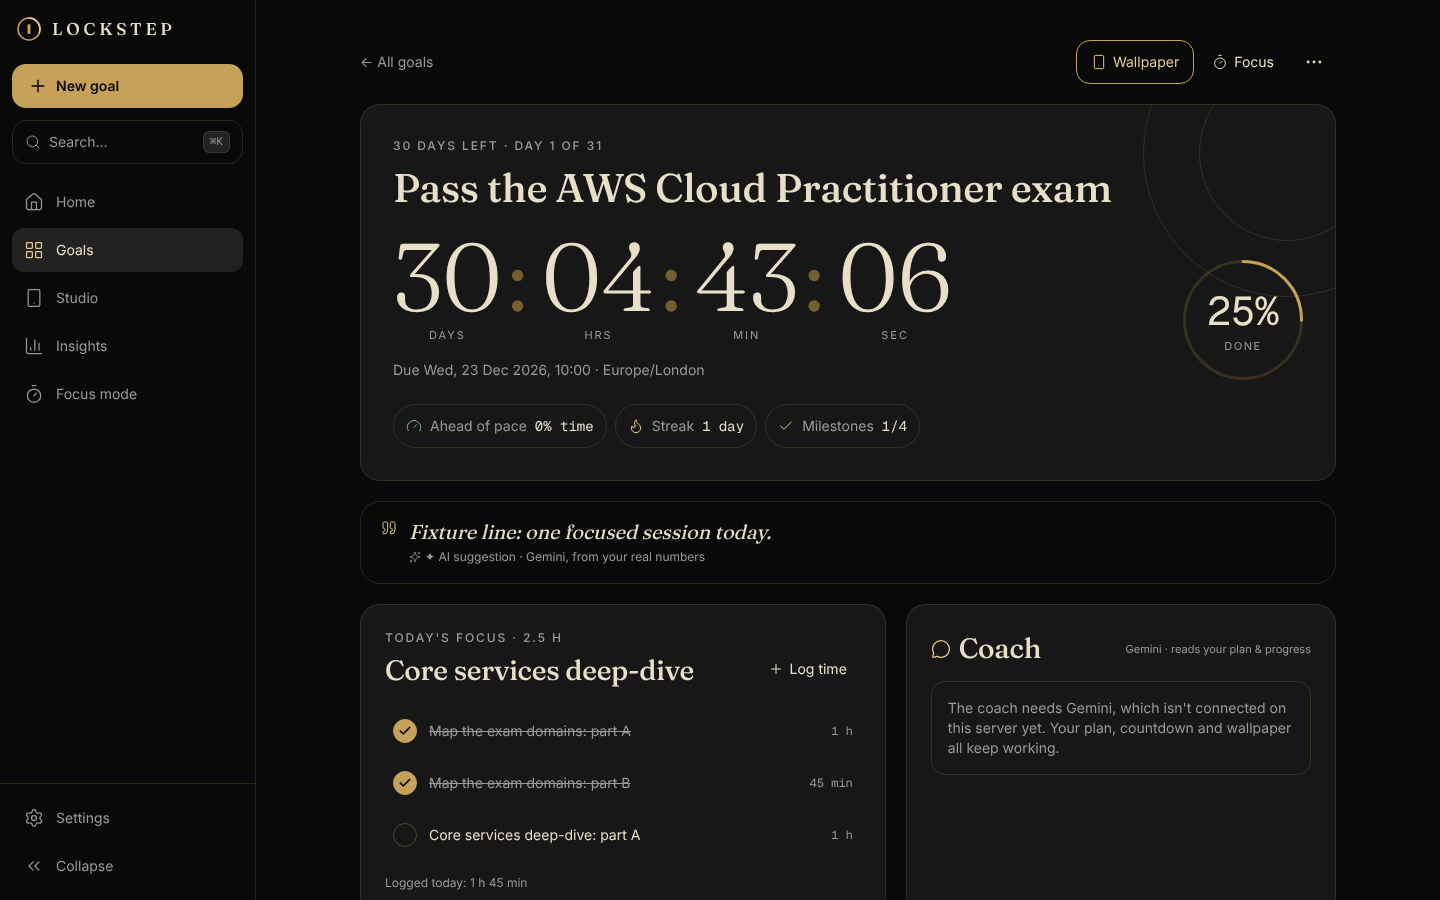 LOCKSTEP
New goal
Search...
⌘K
Home
Goals
Studio
Insights
Focus mode
Settings
Collapse
← All goals
Wallpaper
Focus
30 DAYS LEFT · DAY 1 OF 31
Pass the AWS Cloud Practitioner exam
30:04:43:06
DAYS HRS MIN SEC
25%
DONE
Due Wed, 23 Dec 2026, 10:00 · Europe/London
Ahead of pace 0% time
Streak 1 day
Milestones 1/4
Fixture line: one focused session today.
✦ AI suggestion · Gemini, from your real numbers
TODAY'S FOCUS · 2.5 H
Core services deep-dive
+ Log time
Map the exam domains: part A 1 h
Map the exam domains: part B 45 min
Core services deep-dive: part A 1 h
Logged today: 1 h 45 min
Coach
Gemini · reads your plan & progress
The coach needs Gemini, which isn't connected on
this server yet. Your plan, countdown and wallpaper
all keep working.